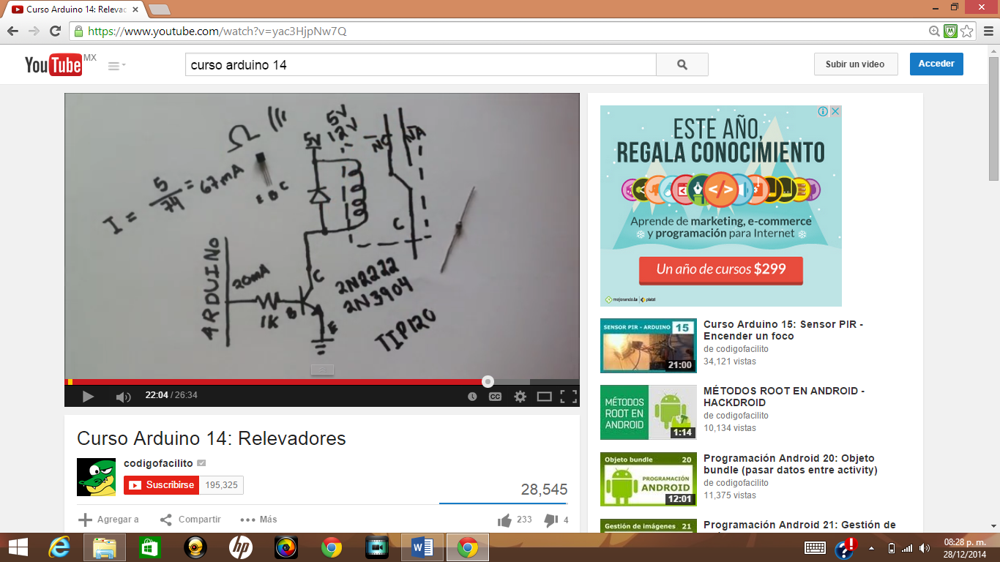 Curso Arduino 14: Relevad
https://www.youtube.com/watch?v=yac3HjpNw7Q
YouTube MX
curso arduino 14
Subir un video
Acceder
Ω
5V
5V
12V
NC
NA
I = 5/74 = 67mA
E B C
C
ARDUINO
20mA
1K
B
C
E
2N2222
2N3904
TIP120
22:04 / 26:34
CC
Curso Arduino 14: Relevadores
codigofacilito
Suscribirse
195,325
28,545
Agregar a
Compartir
Más
233
4
ESTE AÑO,
REGALA CONOCIMIENTO
</>
Aprende de marketing, e-commerce
y programación para Internet
Un año de cursos $299
mejorando.la
platzi
SENSOR PIR - ARDUINO 15
21:00
Curso Arduino 15: Sensor PIR -
Encender un foco
de codigofacilito
34,121 vistas
MÉTODOS
ROOT EN
ANDROID
1:14
MÉTODOS ROOT EN ANDROID -
HACKDROID
de codigofacilito
10,134 vistas
Objeto bundle 20
PROGRAMACIÓN
ANDROID
12:01
Programación Android 20: Objeto
bundle (pasar datos entre activity)
de codigofacilito
11,375 vistas
Gestión de imágenes 21
Programación Android 21: Gestión de
hp
08:28 p. m.
28/12/2014